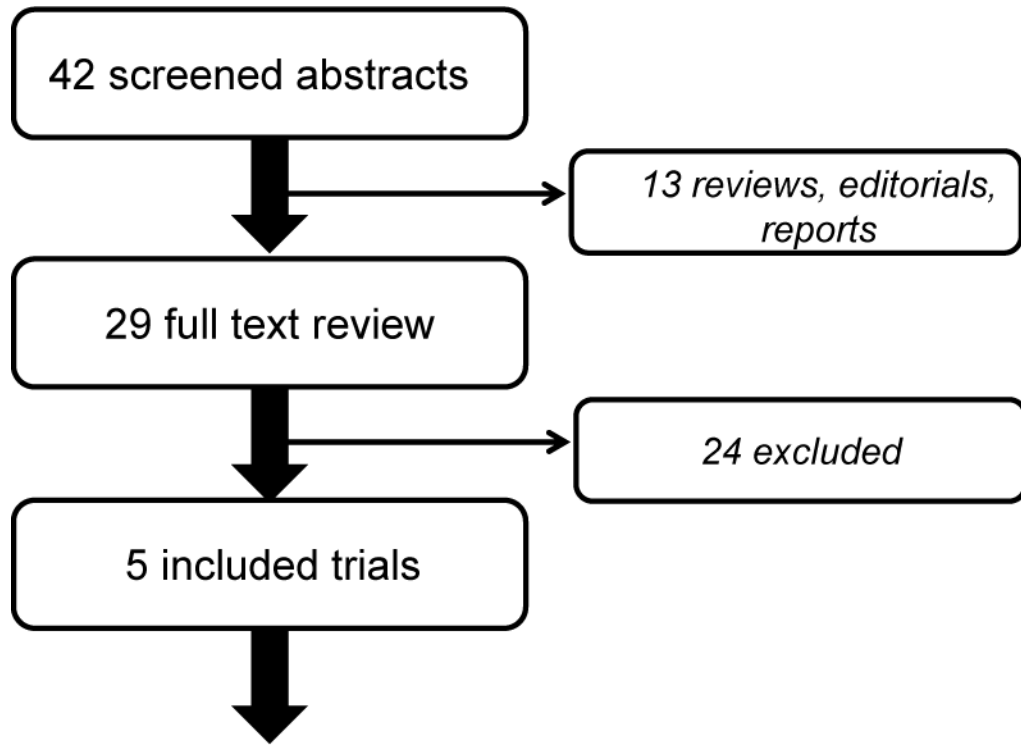 42 screened abstracts
13 reviews, editorials,
reports
29 full text review
24 excluded
5 included trials